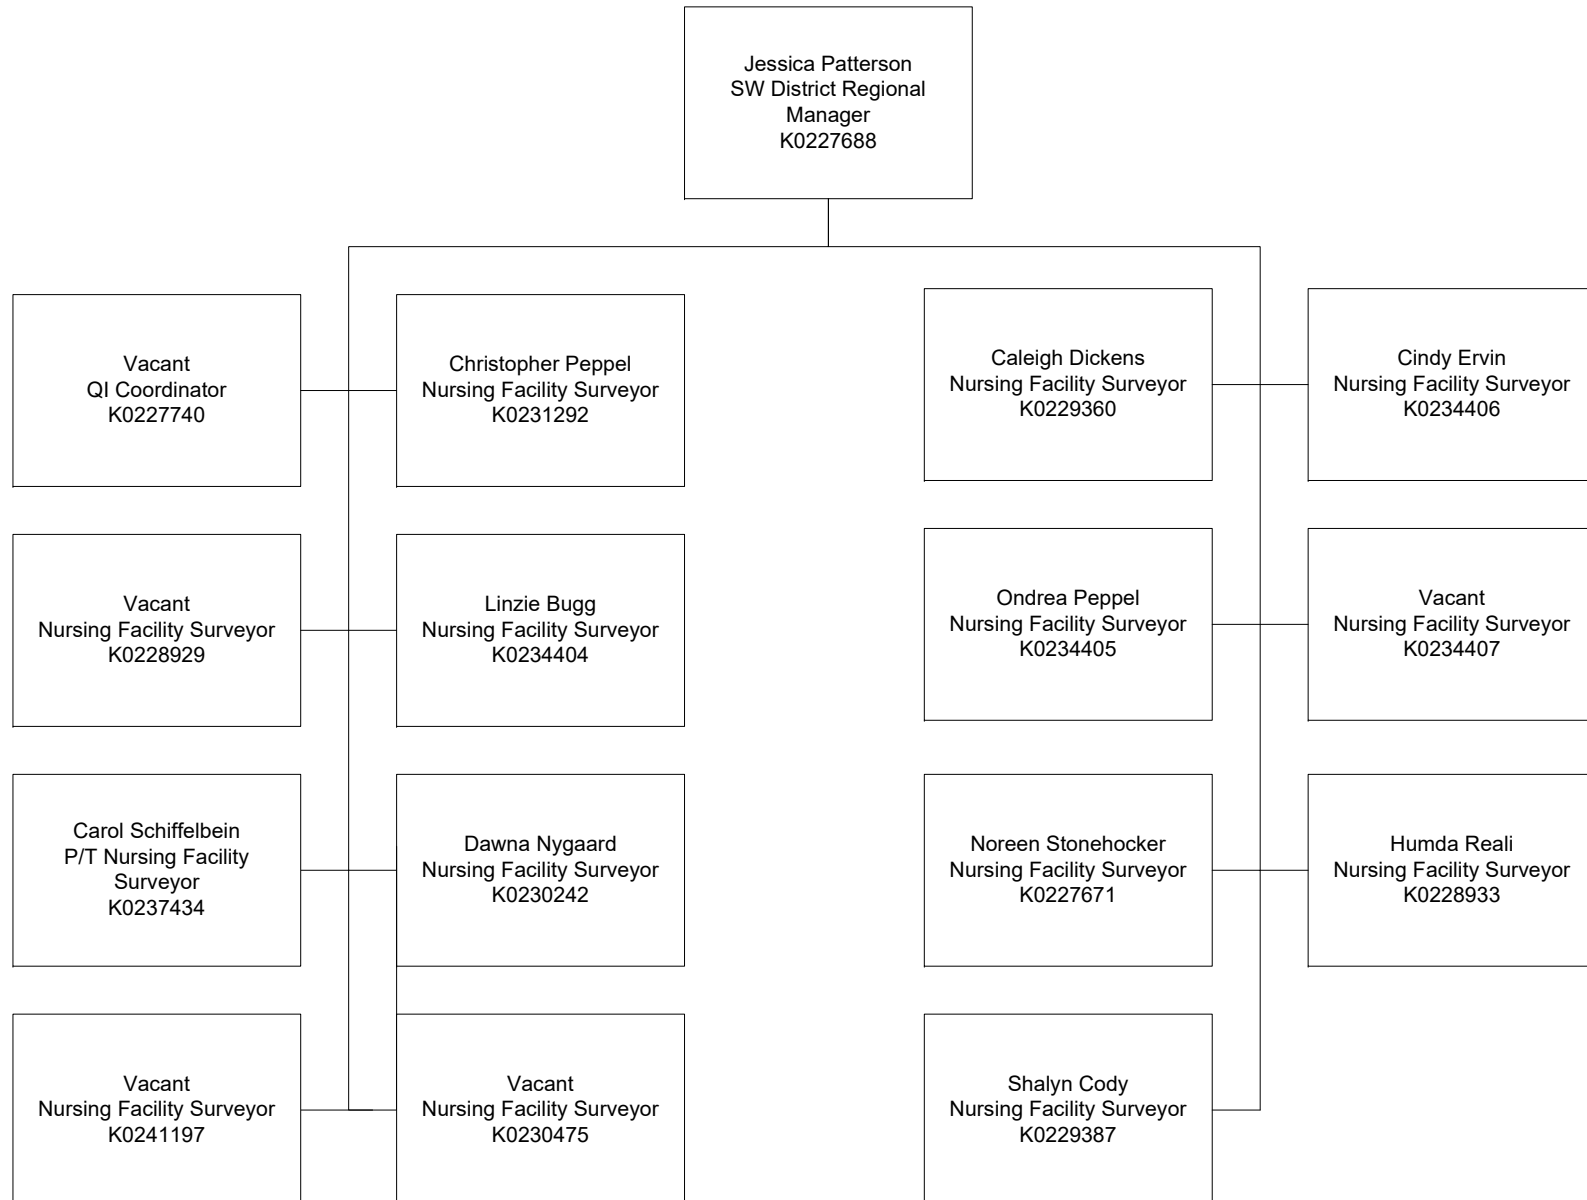 Jessica Patterson
SW District Regional
Manager
K0227688
Vacant
QI Coordinator
K0227740
Christopher Peppel
Nursing Facility Surveyor
K0231292
Caleigh Dickens
Nursing Facility Surveyor
K0229360
Cindy Ervin
Nursing Facility Surveyor
K0234406
Vacant
Nursing Facility Surveyor
K0228929
Linzie Bugg
Nursing Facility Surveyor
K0234404
Ondrea Peppel
Nursing Facility Surveyor
K0234405
Vacant
Nursing Facility Surveyor
K0234407
Carol Schiffelbein
P/T Nursing Facility
Surveyor
K0237434
Dawna Nygaard
Nursing Facility Surveyor
K0230242
Noreen Stonehocker
Nursing Facility Surveyor
K0227671
Humda Reali
Nursing Facility Surveyor
K0228933
Vacant
Nursing Facility Surveyor
K0241197
Vacant
Nursing Facility Surveyor
K0230475
Shalyn Cody
Nursing Facility Surveyor
K0229387